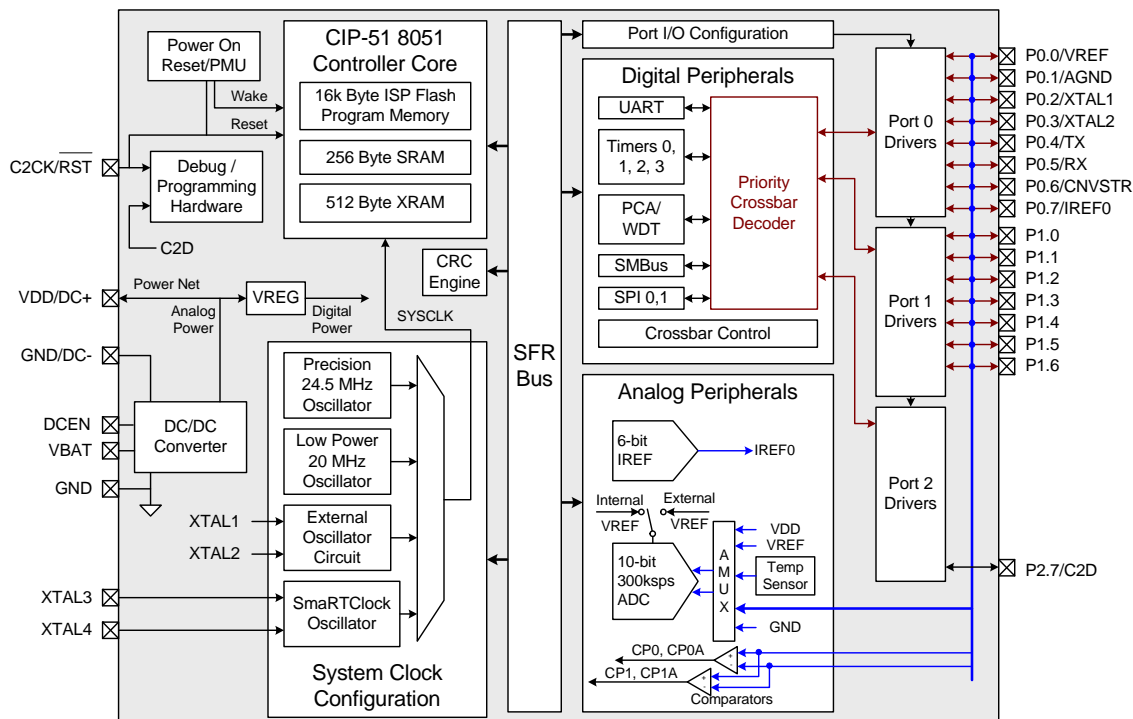 Power On
Reset/PMU
Wake
Reset
C2CK/RST
Debug /
Programming
Hardware
C2D
VDD/DC+
Power Net
Analog
Power
VREG
Digital
Power
GND/DC-
DCEN
VBAT
GND
DC/DC
Converter
XTAL1
XTAL2
XTAL3
XTAL4
CIP-51 8051
Controller Core
16k Byte ISP Flash
Program Memory
256 Byte SRAM
512 Byte XRAM
CRC
Engine
SYSCLK
Precision
24.5 MHz
Oscillator
Low Power
20 MHz
Oscillator
External
Oscillator
Circuit
SmaRTClock
Oscillator
System Clock
Configuration
SFR
Bus
Port I/O Configuration
Digital Peripherals
UART
Timers 0,
1, 2, 3
PCA/
WDT
SMBus
SPI 0,1
Priority
Crossbar
Decoder
Crossbar Control
Analog Peripherals
6-bit
IREF
IREF0
Internal
VREF
External
VREF
10-bit
300ksps
ADC
A
M
U
X
VDD
VREF
Temp
Sensor
GND
CP0, CP0A
+
-
CP1, CP1A
+
-
Comparators
Port 0
Drivers
Port 1
Drivers
Port 2
Drivers
P0.0/VREF
P0.1/AGND
P0.2/XTAL1
P0.3/XTAL2
P0.4/TX
P0.5/RX
P0.6/CNVSTR
P0.7/IREF0
P1.0
P1.1
P1.2
P1.3
P1.4
P1.5
P1.6
P2.7/C2D